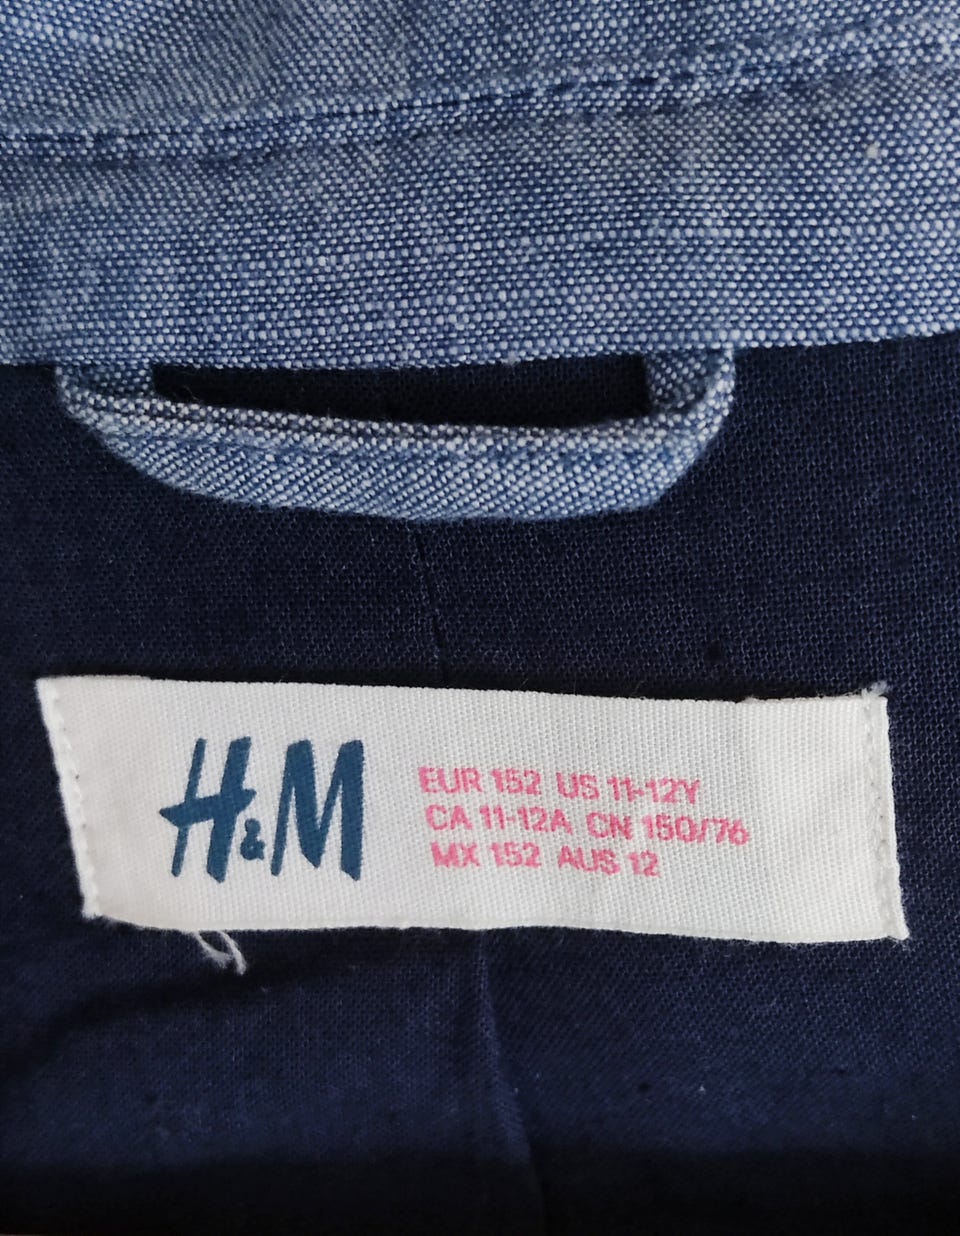 H&M
EUR 152 US 11-12Y
CA 11-12A CN 150/76
MX 152 AUS 12